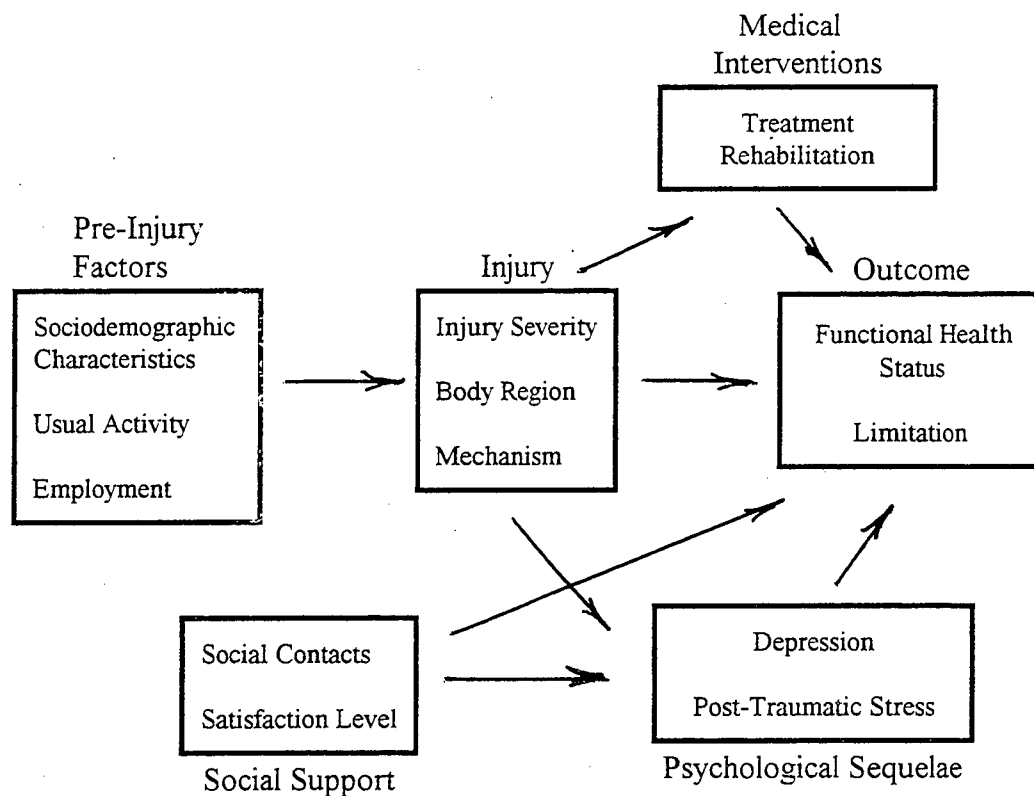 Medical
Interventions
Treatment
Rehabilitation
Pre-Injury
Factors
Sociodemographic
Characteristics
Usual Activity
Employment
Injury
Injury Severity
Body Region
Mechanism
Outcome
Functional Health
Status
Limitation
Social Contacts
Satisfaction Level
Social Support
Depression
Post-Traumatic Stress
Psychological Sequelae